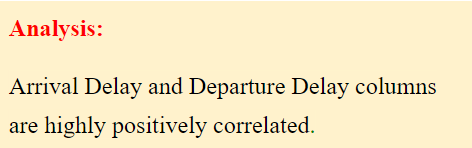 Analysis:
Arrival Delay and Departure Delay columns
are highly positively correlated.